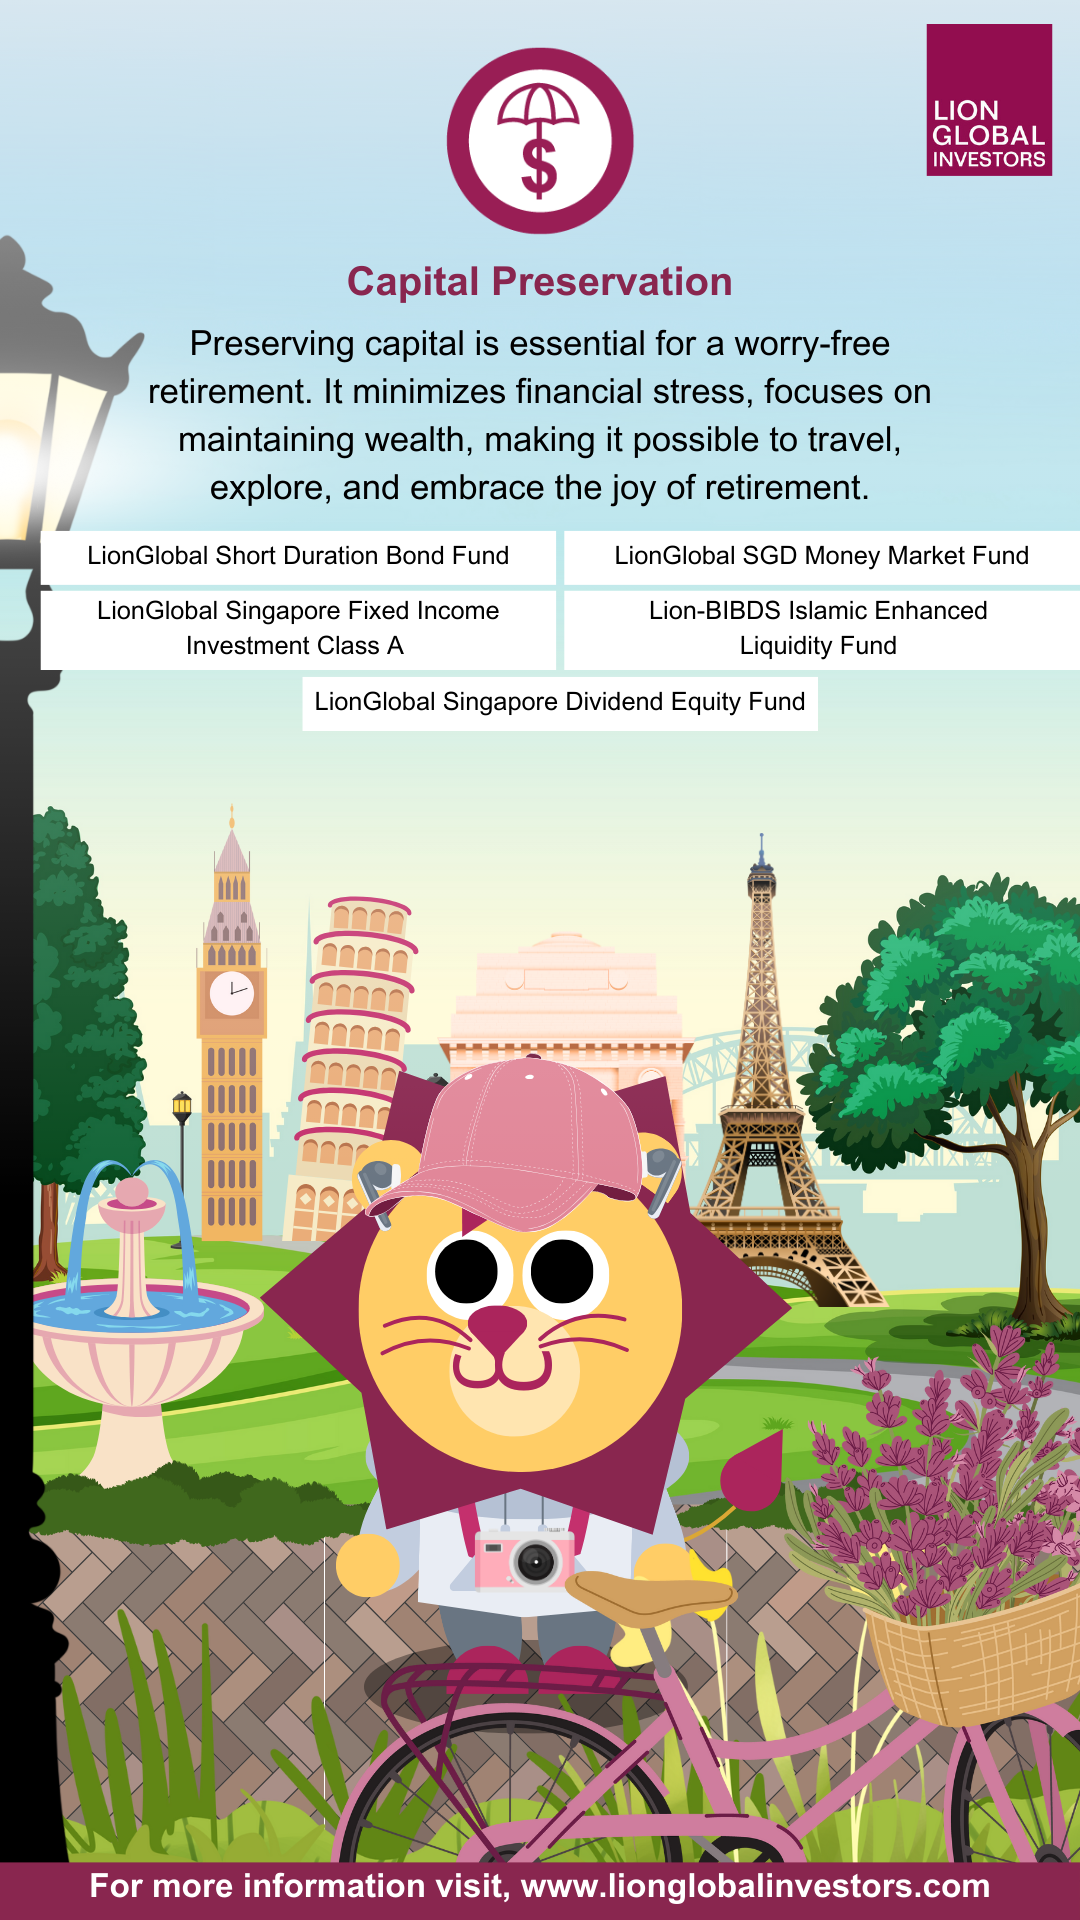 LION
GLOBAL
INVESTORS
$
Capital Preservation
Preserving capital is essential for a worry-free
retirement. It minimizes financial stress, focuses on
maintaining wealth, making it possible to travel,
explore, and embrace the joy of retirement.
LionGlobal Short Duration Bond Fund
LionGlobal SGD Money Market Fund
LionGlobal Singapore Fixed Income
Investment Class A
Lion-BIBDS Islamic Enhanced
Liquidity Fund
LionGlobal Singapore Dividend Equity Fund
For more information visit, www.lionglobalinvestors.com